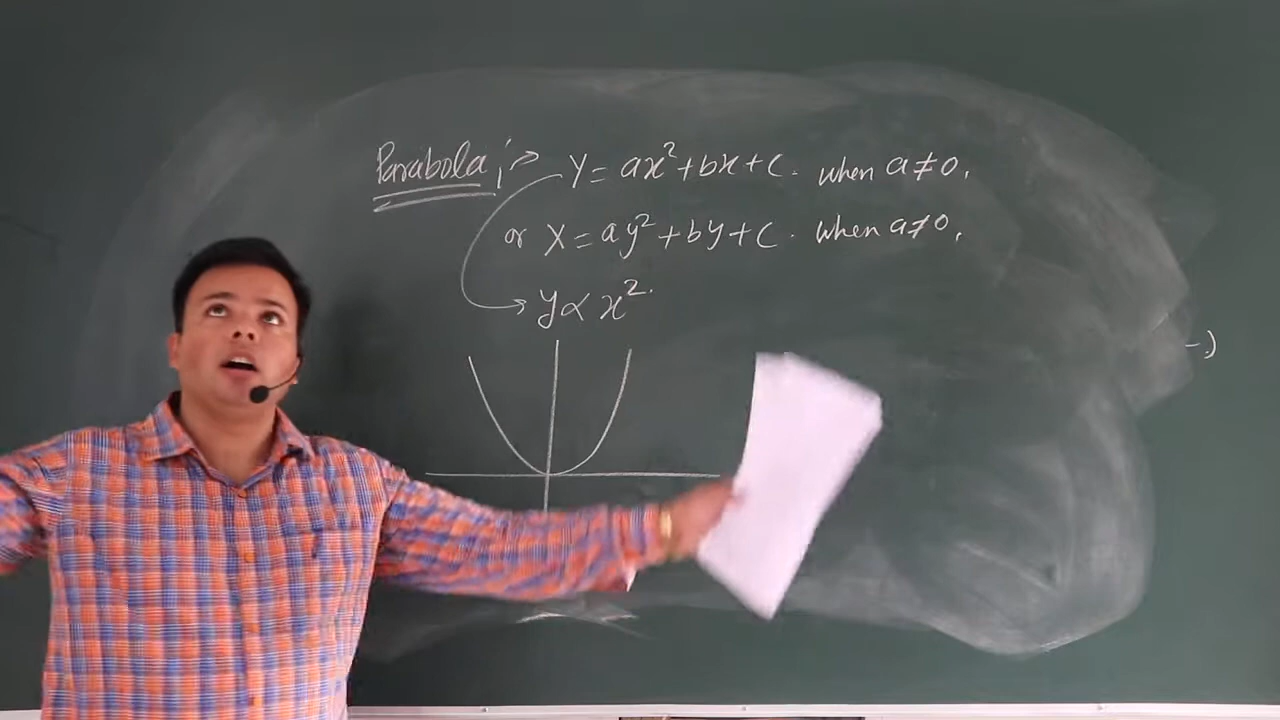 Parabola ;→ Y = ax²+bx+c. when a≠0,
or X = ay²+by+c. when a≠0,
→ y∝x².
-:)